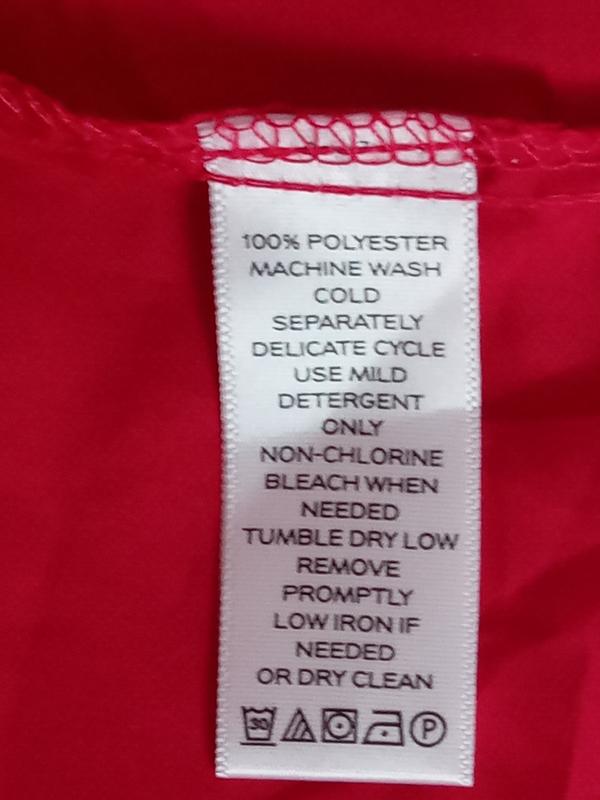 100% POLYESTER
MACHINE WASH
COLD
SEPARATELY
DELICATE CYCLE
USE MILD
DETERGENT
ONLY
NON-CHLORINE
BLEACH WHEN
NEEDED
TUMBLE DRY LOW
REMOVE
PROMPTLY
LOW IRON IF
NEEDED
OR DRY CLEAN
30 P